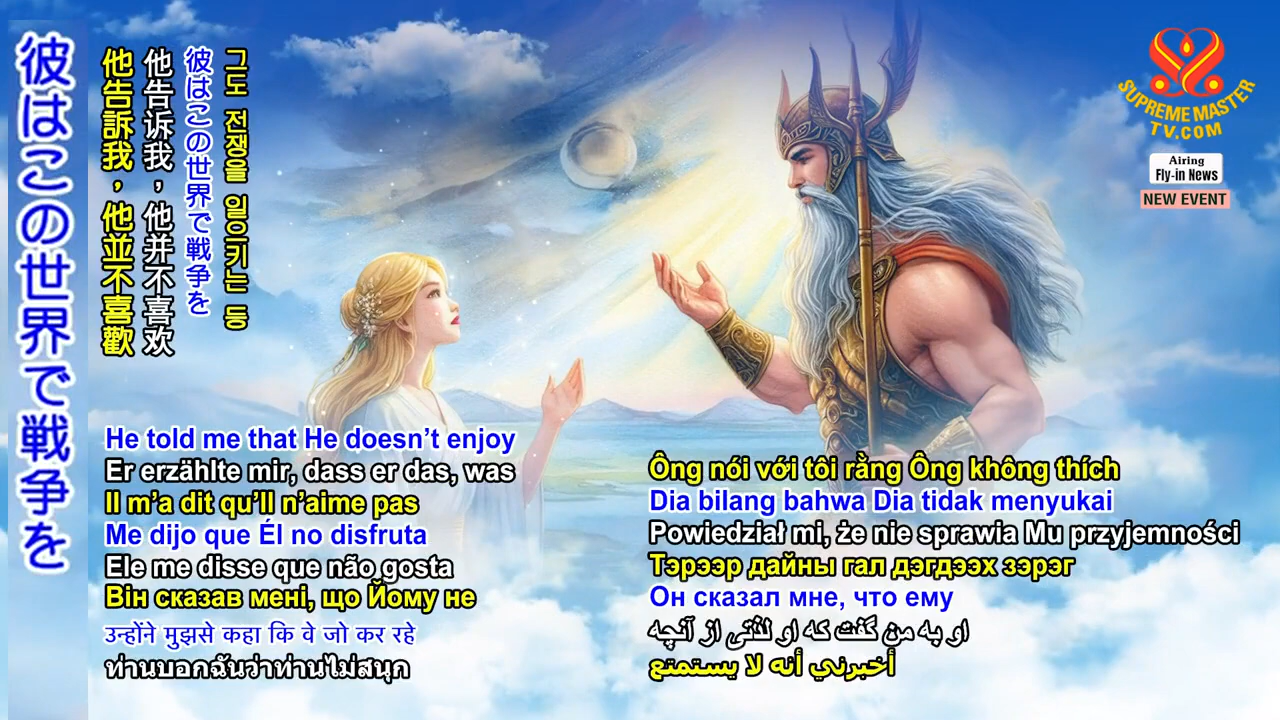 彼はこの世界で戦争を
他告訴我，他並不喜歡
他告诉我，他并不喜欢
彼はこの世界で戦争を
그도 전쟁을 일으키는 등
SUPREME MASTER
TV.COM
Airing
Fly-in News
NEW EVENT
He told me that He doesn’t enjoy
Er erzählte mir, dass er das, was
Il m’a dit qu’Il n’aime pas
Me dijo que Él no disfruta
Ele me disse que não gosta
Він сказав мені, що Йому не
उन्होंने मुझसे कहा कि वे जो कर रहे
ท่านบอกฉันว่าท่านไม่สนุก
Ông nói với tôi rằng Ông không thích
Dia bilang bahwa Dia tidak menyukai
Powiedział mi, że nie sprawia Mu przyjemności
Тэрээр дайны гал дэгдээх зэрэг
Он сказал мне, что ему
او به من گفت که او لذتی از آنچه
أخبرني أنه لا يستمتع